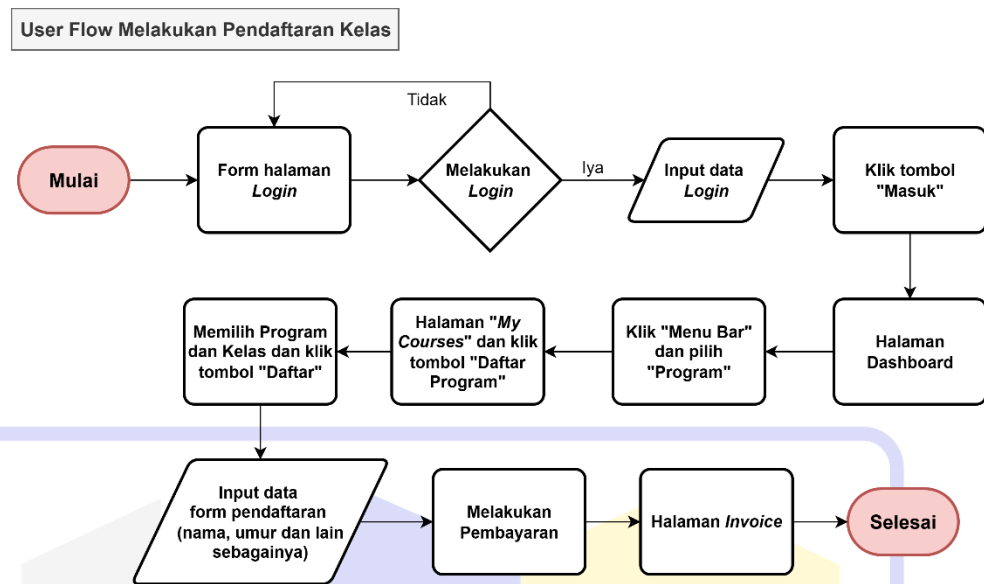 User Flow Melakukan Pendaftaran Kelas
Tidak
Mulai
Form halaman
Login
Melakukan
Login
Iya
Input data
Login
Klik tombol
"Masuk"
Memilih Program
dan Kelas dan klik
tombol "Daftar"
Halaman "My
Courses" dan klik
tombol "Daftar
Program"
Klik "Menu Bar"
dan pilih
"Program"
Halaman
Dashboard
Input data
form pendaftaran
(nama, umur dan lain
sebagainya)
Melakukan
Pembayaran
Halaman Invoice
Selesai